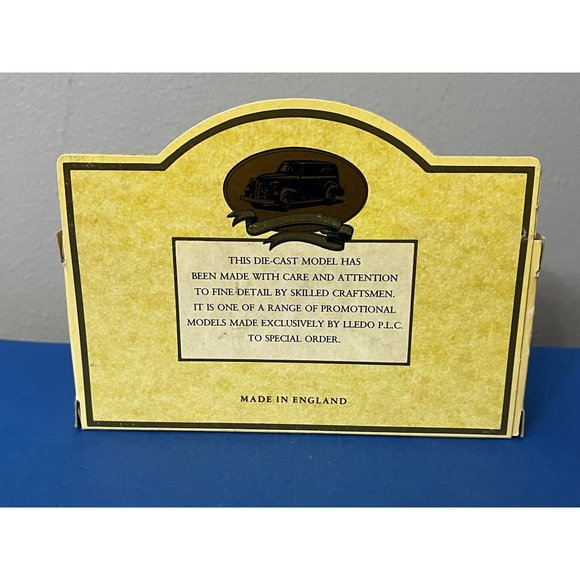 THIS DIE-CAST MODEL HAS
BEEN MADE WITH CARE AND ATTENTION
TO FINE DETAIL BY SKILLED CRAFTSMEN.
IT IS ONE OF A RANGE OF PROMOTIONAL
MODELS MADE EXCLUSIVELY BY LLEDO P.L.C.
TO SPECIAL ORDER.
MADE IN ENGLAND